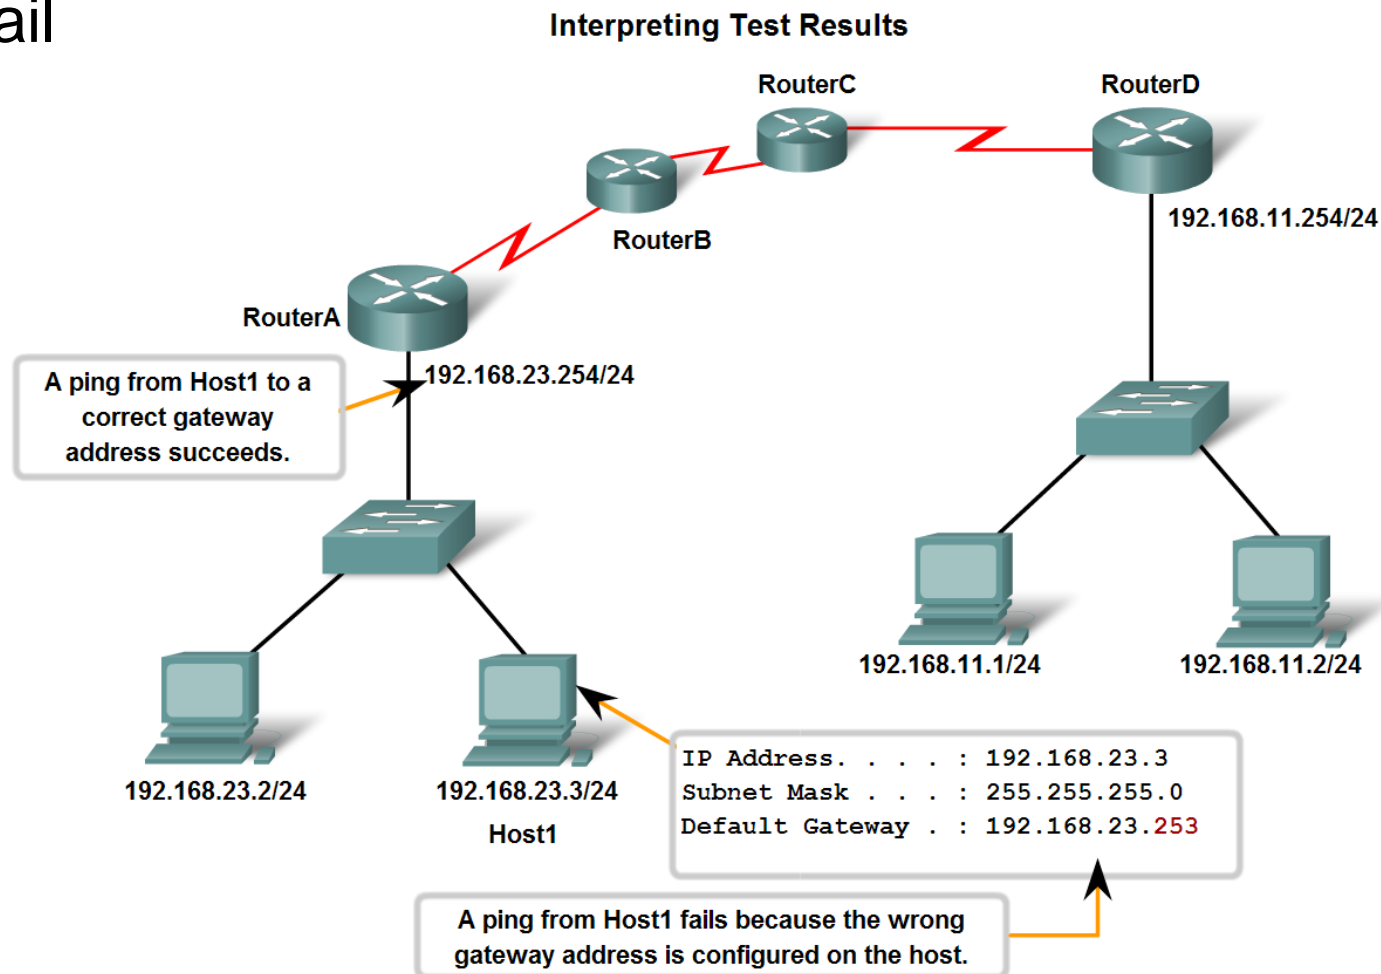 ail
Interpreting Test Results
RouterC
RouterD
192.168.11.254/24
RouterB
RouterA
192.168.23.254/24
A ping from Host1 to a
correct gateway
address succeeds.
192.168.11.1/24
192.168.11.2/24
192.168.23.2/24
192.168.23.3/24
Host1
IP Address. . . . : 192.168.23.3
Subnet Mask . . . : 255.255.255.0
Default Gateway . : 192.168.23.253
A ping from Host1 fails because the wrong
gateway address is configured on the host.